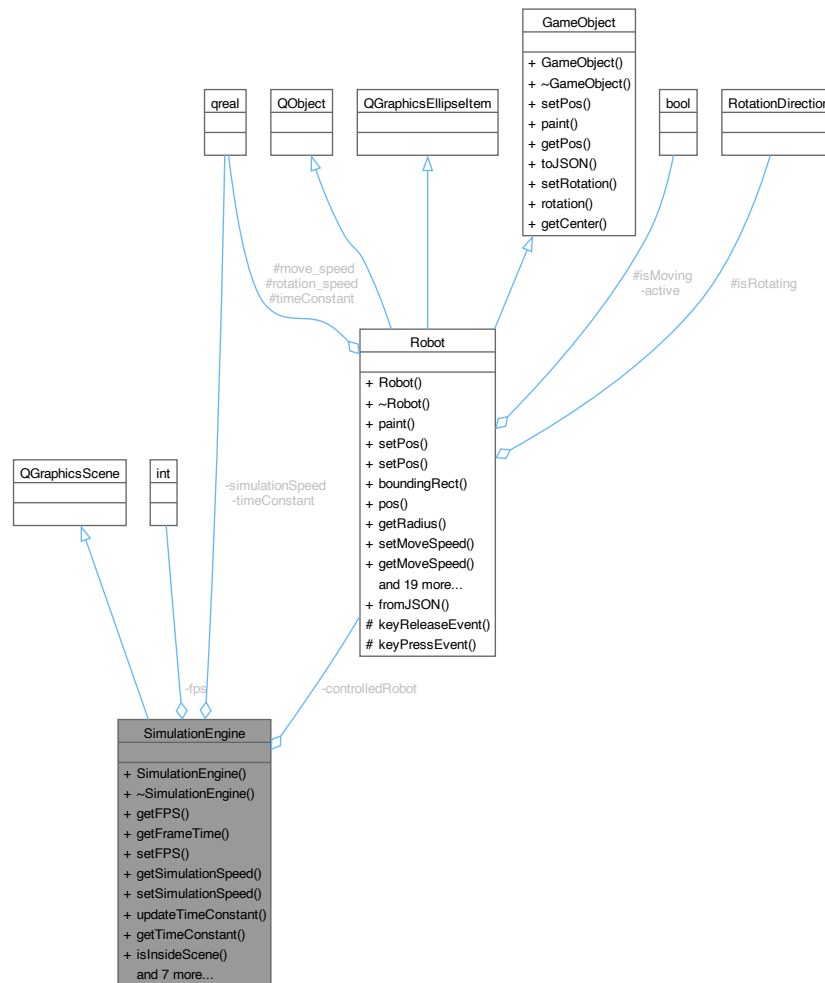 GameObject
+ GameObject()
+ ~GameObject()
+ setPos()
+ paint()
+ getPos()
+ toJSON()
+ setRotation()
+ rotation()
+ getCenter()
qreal
QObject
QGraphicsEllipseItem
bool
RotationDirection
#move_speed
#rotation_speed
#timeConstant
#isMoving
-active
#isRotating
Robot
+ Robot()
+ ~Robot()
+ paint()
+ setPos()
+ setPos()
+ boundingRect()
+ pos()
+ getRadius()
+ setMoveSpeed()
+ getMoveSpeed()
and 19 more...
+ fromJSON()
# keyReleaseEvent()
# keyPressEvent()
QGraphicsScene
int
-simulationSpeed
-timeConstant
-fps
-controlledRobot
SimulationEngine
+ SimulationEngine()
+ ~SimulationEngine()
+ getFPS()
+ getFrameTime()
+ setFPS()
+ getSimulationSpeed()
+ setSimulationSpeed()
+ updateTimeConstant()
+ getTimeConstant()
+ isInsideScene()
and 7 more...